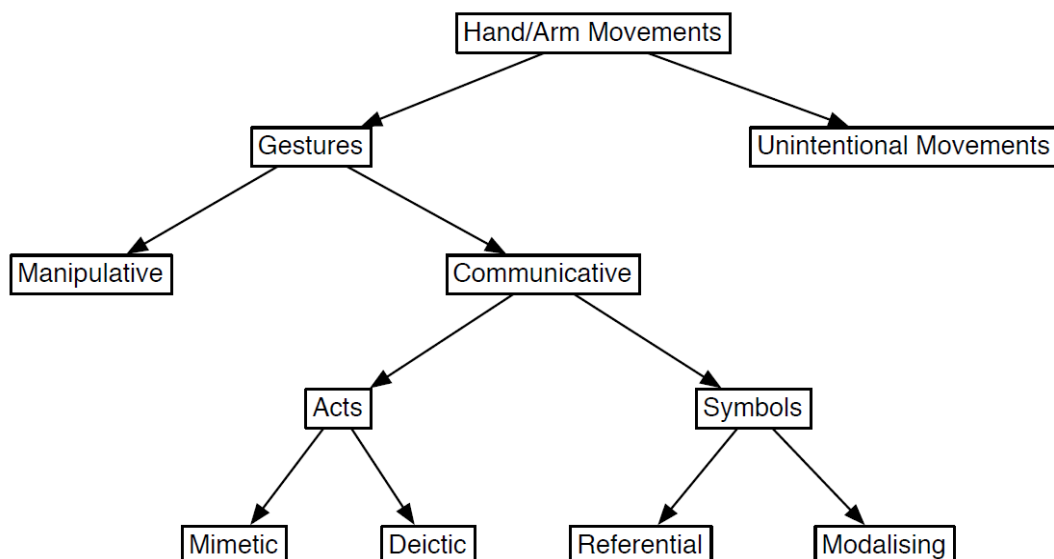 Hand/Arm Movements
Gestures
Unintentional Movements
Manipulative
Communicative
Acts
Symbols
Mimetic
Deictic
Referential
Modalising